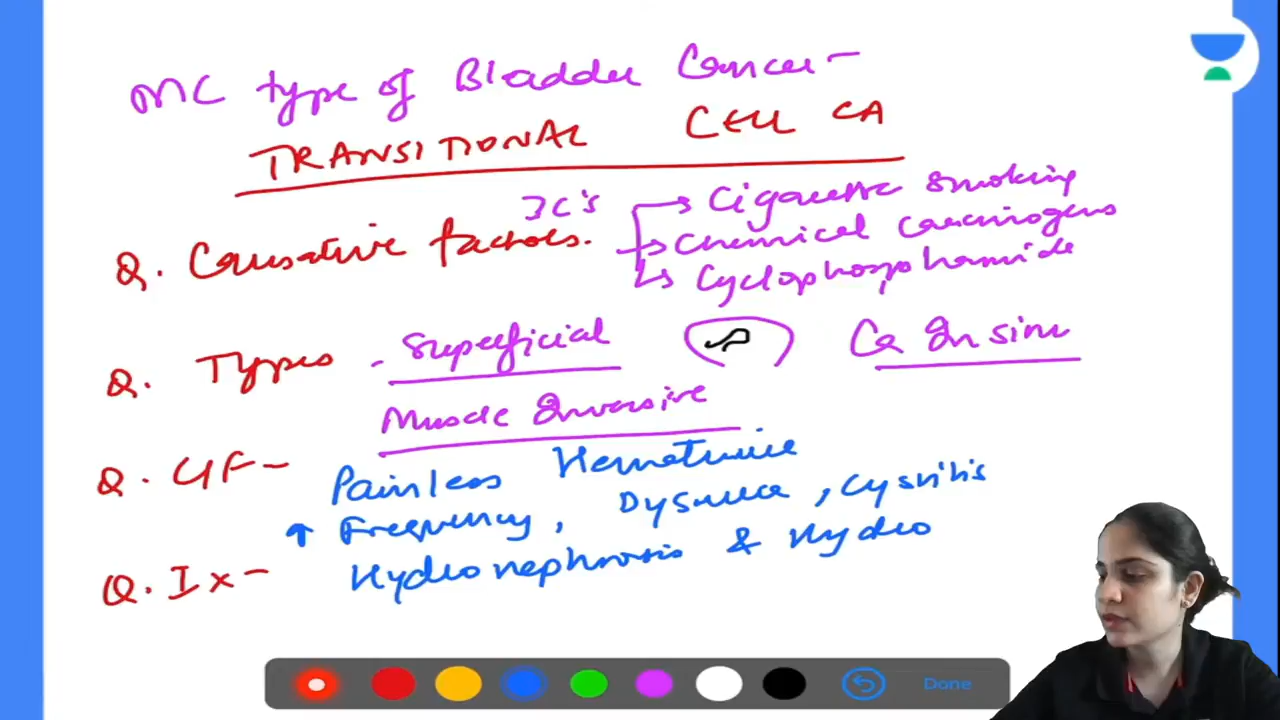 MC type of Bladder Cancer-
TRANSITIONAL CELL CA
Q. Causative factors. 3C's
Cigarette smoking
Chemical carcinogens
Cyclophosphamide
Q. Types - Superficial Ca In situ
Muscle Invasive
Q. C/F- Painless Hematuria
↑ Frequency, Dysuria, Cystitis
Hydronephrosis & Hydro
Q. Ix-
Done